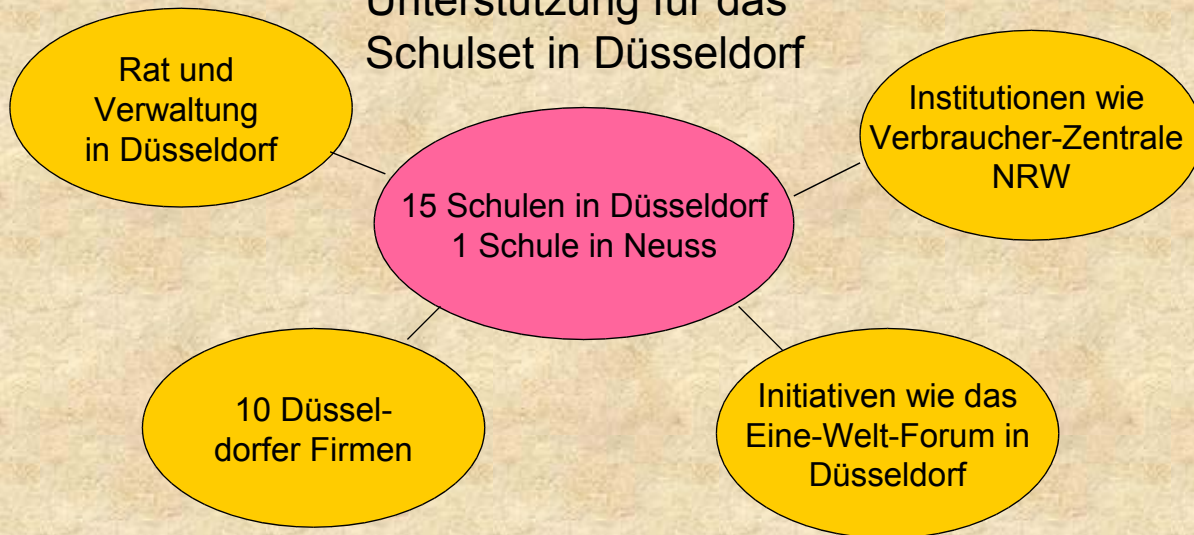 Unterstützung für das
Schulset in Düsseldorf
Rat und
Verwaltung
in Düsseldorf
Institutionen wie
Verbraucher-Zentrale
NRW
15 Schulen in Düsseldorf
1 Schule in Neuss
10 Düssel-
dorfer Firmen
Initiativen wie das
Eine-Welt-Forum in
Düsseldorf